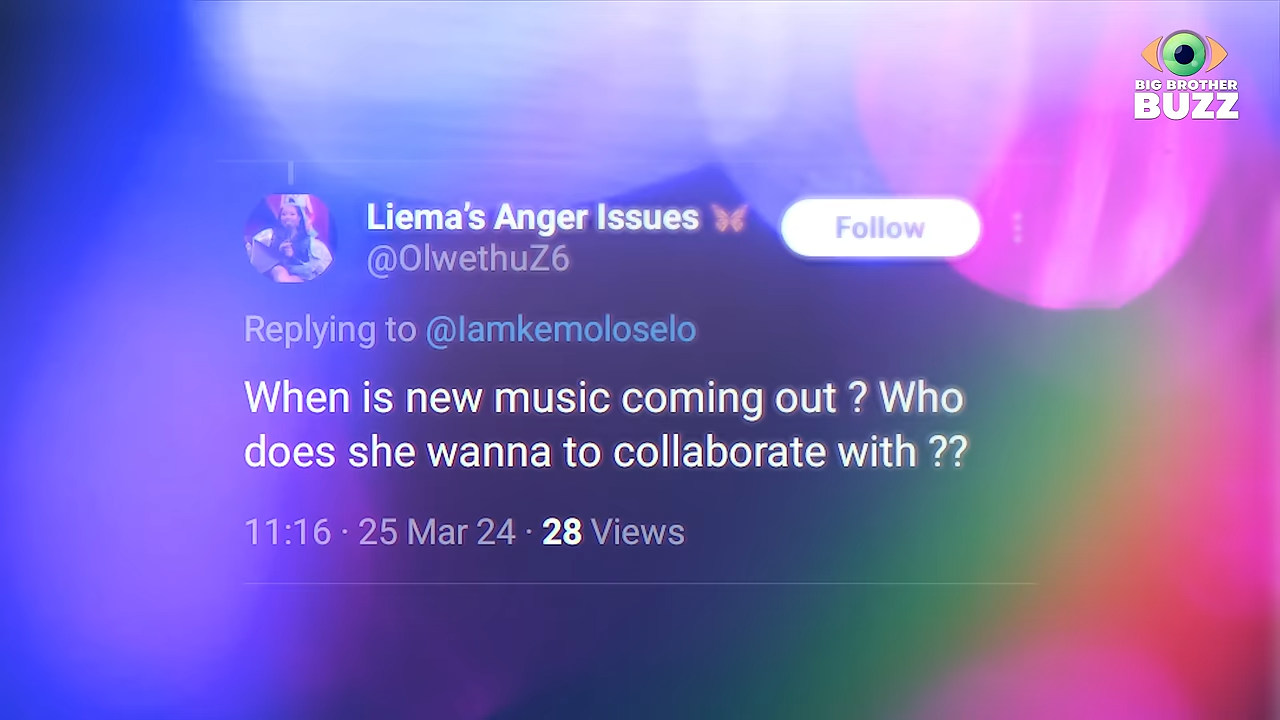 BIG BROTHER
BUZZ
Liema's Anger Issues 🦋
Follow
@OlwethuZ6
Replying to @Iamkemoloselo
When is new music coming out ? Who
does she wanna to collaborate with ??
11:16 · 25 Mar 24 · 28 Views